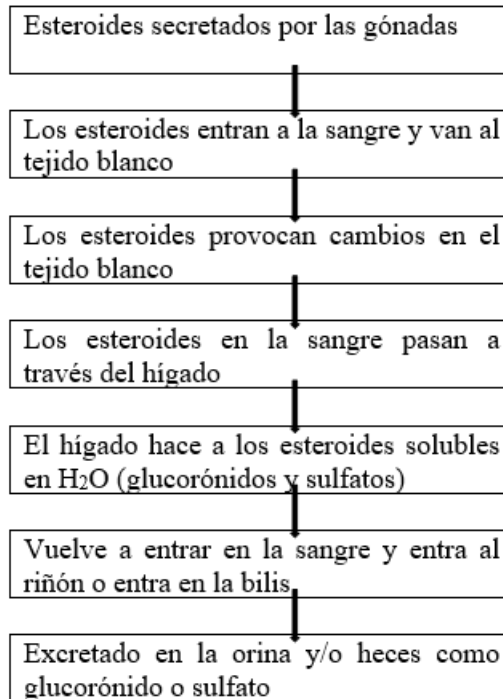 Esteroides secretados por las gónadas
Los esteroides entran a la sangre y van al
tejido blanco
Los esteroides provocan cambios en el
tejido blanco
Los esteroides en la sangre pasan a
través del hígado
El hígado hace a los esteroides solubles
en H₂O (glucorónidos y sulfatos)
Vuelve a entrar en la sangre y entra al
riñón o entra en la bilis
Excretado en la orina y/o heces como
glucorónido o sulfato